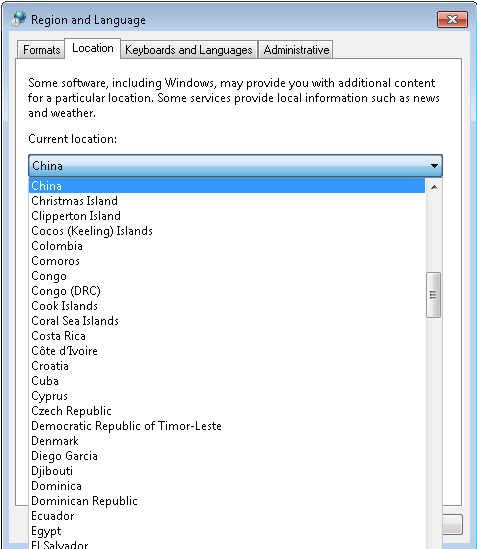 Region and Language
Formats Location Keyboards and Languages Administrative
Some software, including Windows, may provide you with additional content
for a particular location. Some services provide local information such as news
and weather.
Current location:
China
China
Christmas Island
Clipperton Island
Cocos (Keeling) Islands
Colombia
Comoros
Congo
Congo (DRC)
Cook Islands
Coral Sea Islands
Costa Rica
Côte d'Ivoire
Croatia
Cuba
Cyprus
Czech Republic
Democratic Republic of Timor-Leste
Denmark
Diego Garcia
Djibouti
Dominica
Dominican Republic
Ecuador
Egypt
El Salvador